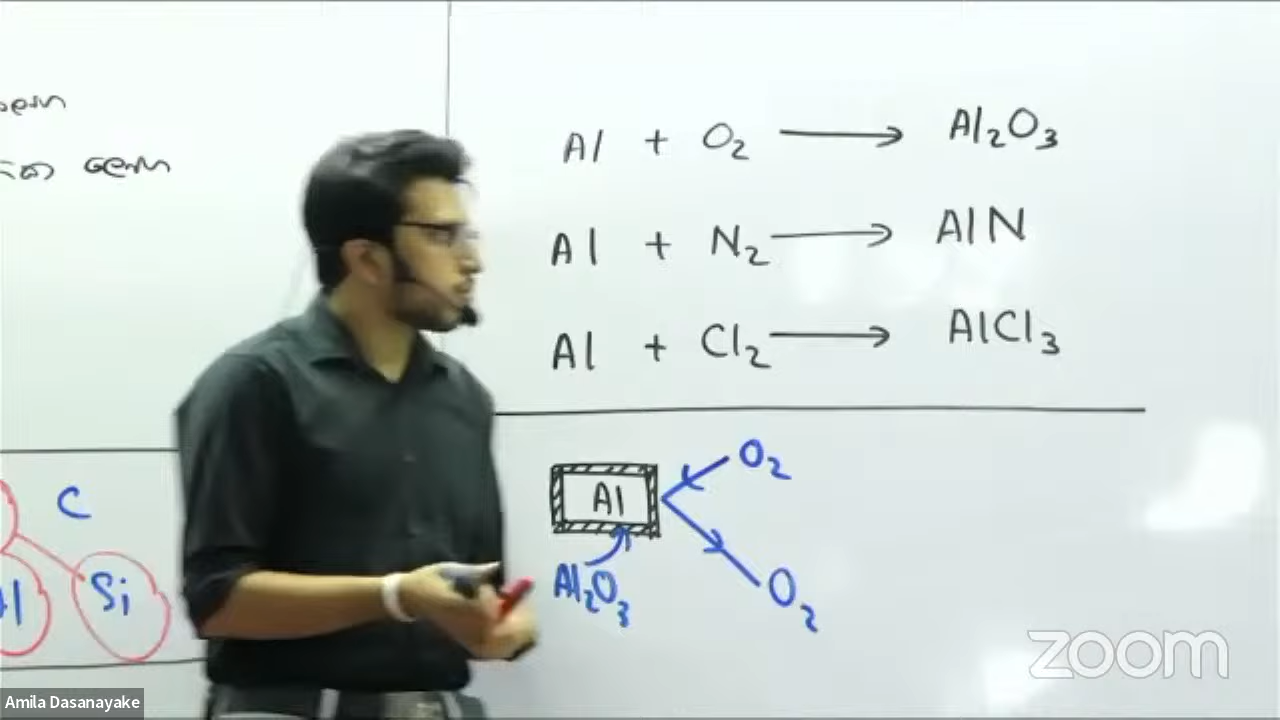 Al + O₂ → Al₂O₃
Al + N₂ → AlN
Al + Cl₂ → AlCl₃
C
Si
Al
O₂
O₂
Al₂O₃
zoom
Amila Dasanayake